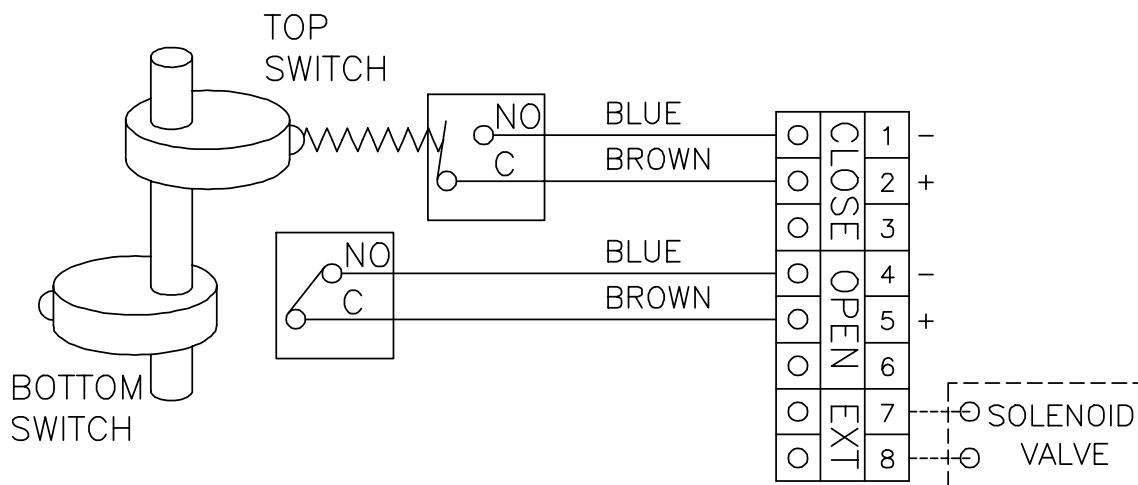 TOP
SWITCH
NO
C
BLUE
BROWN
NO
C
BLUE
BROWN
BOTTOM
SWITCH
CLOSE
OPEN
EXT
1 −
2 +
3
4 −
5 +
6
7
8
SOLENOID
VALVE